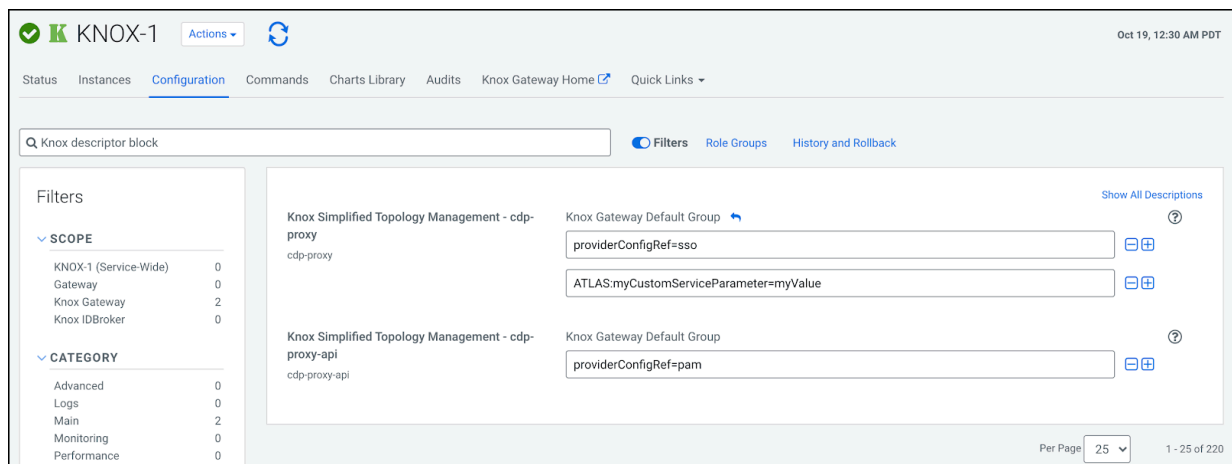 K KNOX-1 Actions Oct 19, 12:30 AM PDT
Status Instances Configuration Commands Charts Library Audits Knox Gateway Home Quick Links
Knox descriptor block Filters Role Groups History and Rollback
Filters
SCOPE
KNOX-1 (Service-Wide) 0
Gateway 0
Knox Gateway 2
Knox IDBroker 0
CATEGORY
Advanced 0
Logs 0
Main 2
Monitoring 0
Performance 0
Show All Descriptions
Knox Simplified Topology Management - cdp-
proxy
cdp-proxy
Knox Gateway Default Group
?
providerConfigRef=sso
ATLAS:myCustomServiceParameter=myValue
Knox Simplified Topology Management - cdp-
proxy-api
cdp-proxy-api
Knox Gateway Default Group
?
providerConfigRef=pam
Per Page 25 1 - 25 of 220